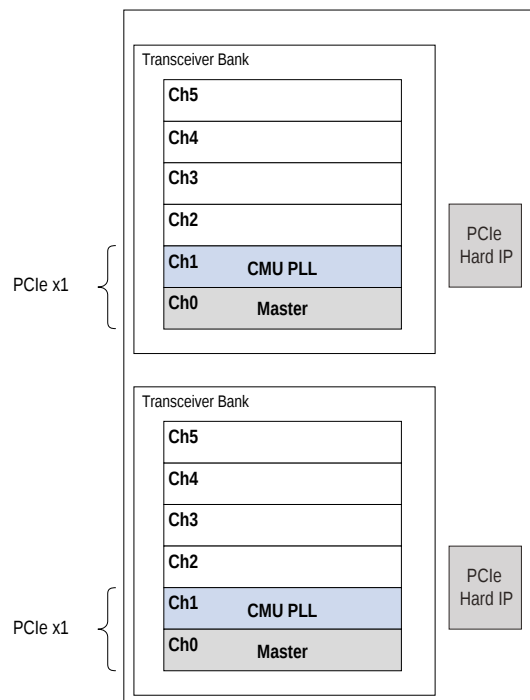 Transceiver Bank
Ch5
Ch4
Ch3
Ch2
Ch1 CMU PLL
Ch0 Master
PCIe x1
PCIe
Hard IP
Transceiver Bank
Ch5
Ch4
Ch3
Ch2
Ch1 CMU PLL
Ch0 Master
PCIe x1
PCIe
Hard IP